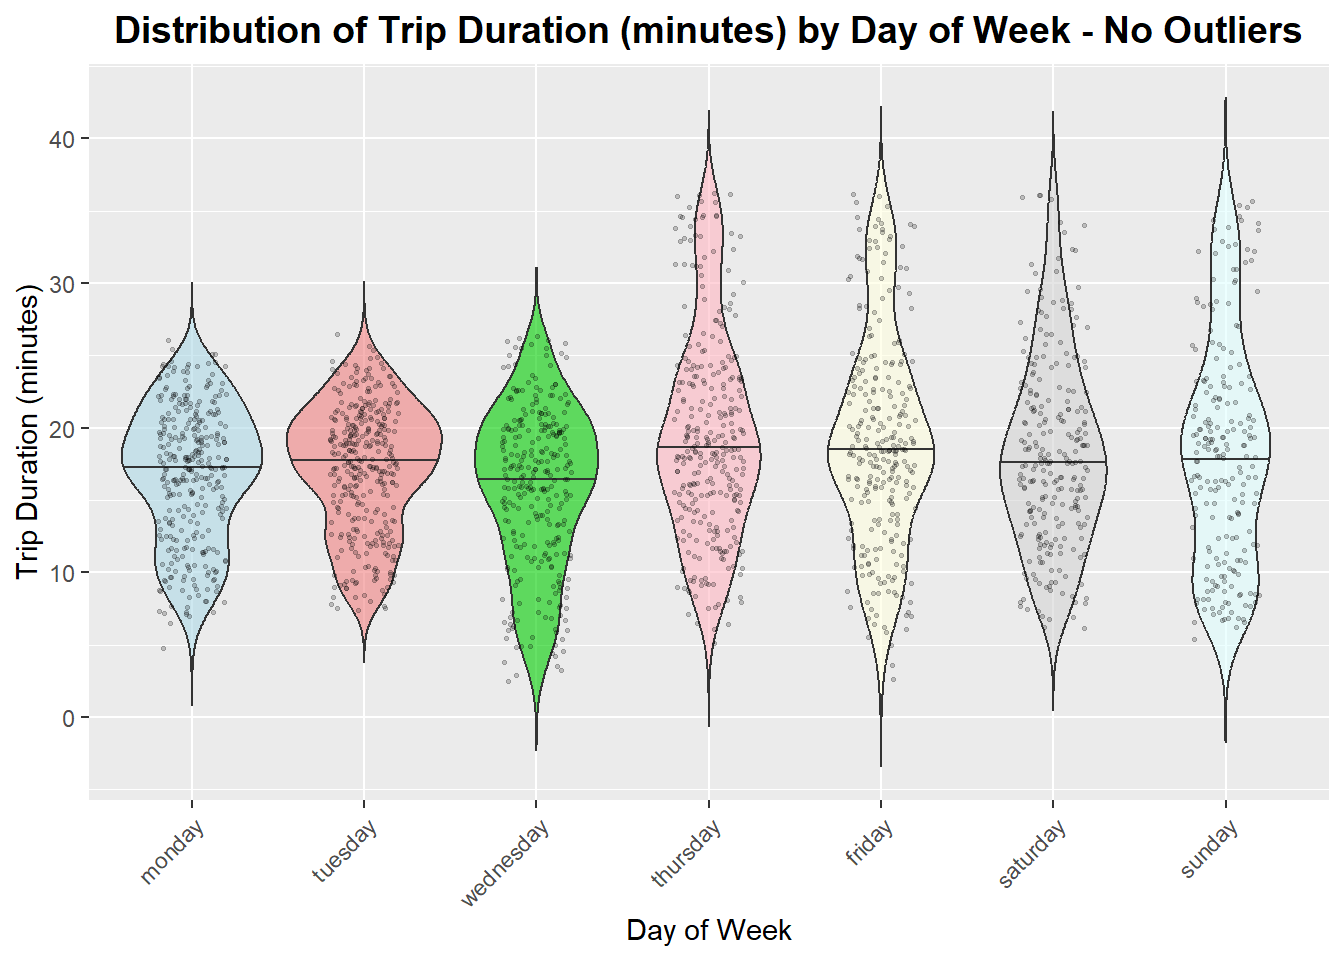 Distribution of Trip Duration (minutes) by Day of Week - No Outliers
Trip Duration (minutes)
40
30
20
10
0
monday
tuesday
wednesday
thursday
friday
saturday
sunday
Day of Week